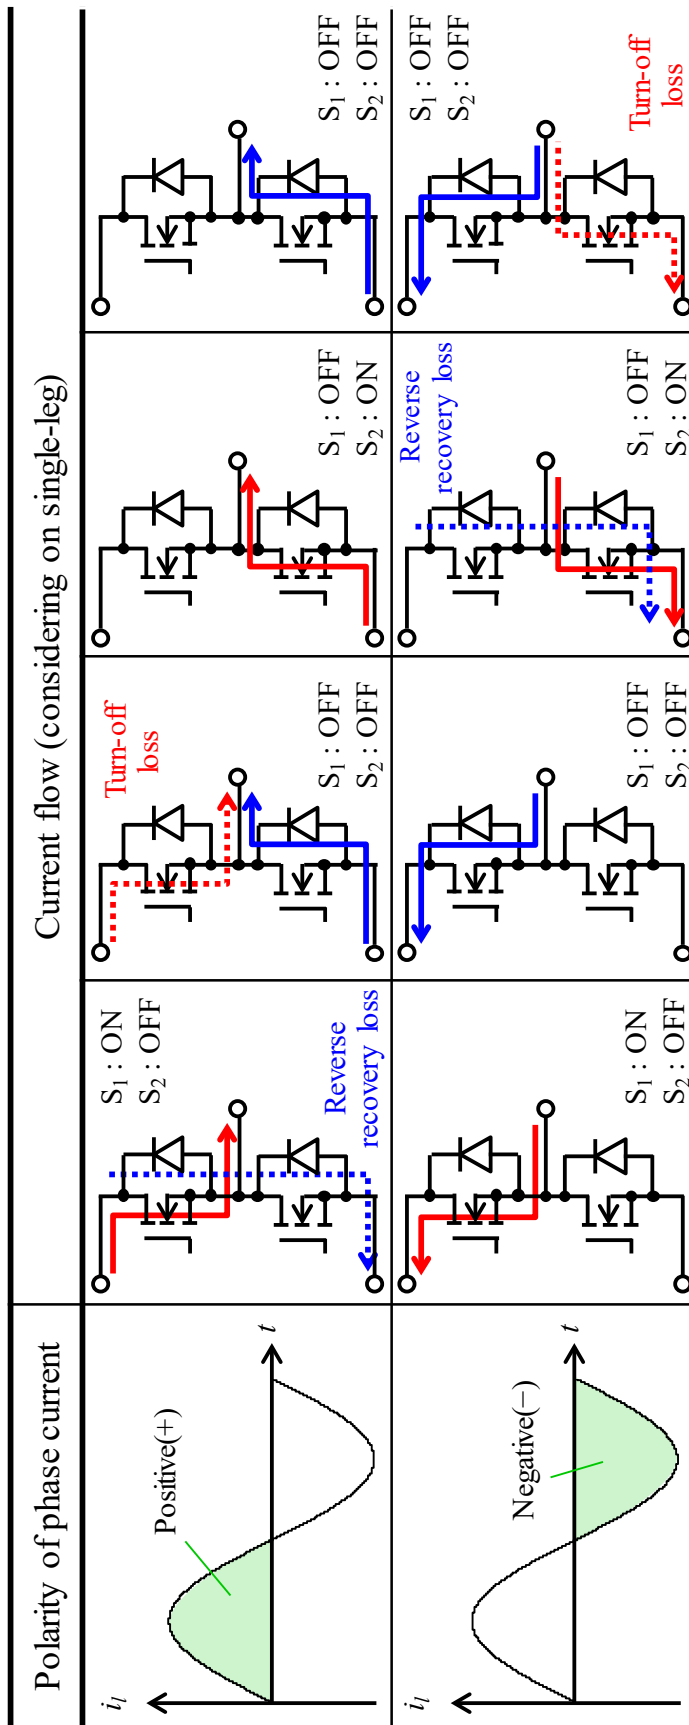 Polarity of phase current
Current flow (considering on single-leg)
i_l
Positive(+)
t
S₁ : ON
S₂ : OFF
Reverse
recovery loss
Turn-off
loss
S₁ : OFF
S₂ : OFF
S₁ : OFF
S₂ : ON
S₁ : OFF
S₂ : OFF
i_l
Negative(−)
t
S₁ : ON
S₂ : OFF
S₁ : OFF
S₂ : OFF
Reverse
recovery loss
S₁ : OFF
S₂ : ON
S₁ : OFF
S₂ : OFF
Turn-off
loss